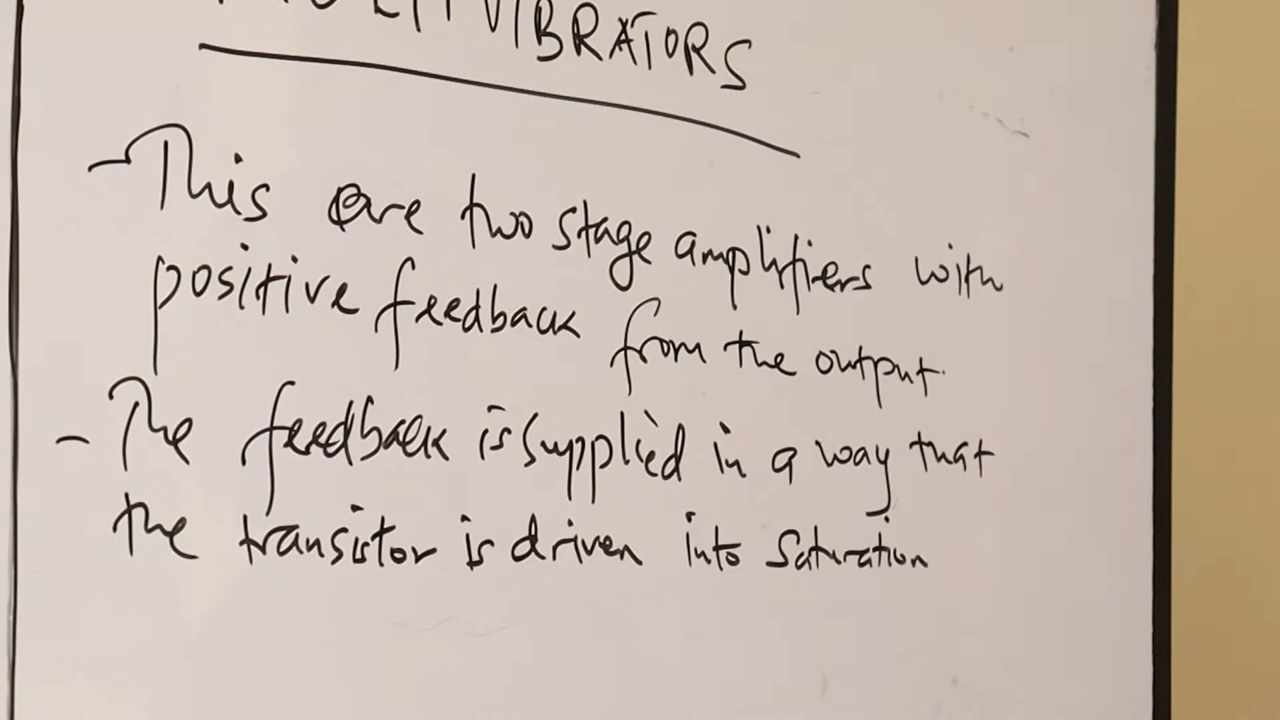 MULTIVIBRATORS
- This are two stage amplifiers with
positive feedback from the output.
- The feedback is supplied in a way that
the transistor is driven into saturation